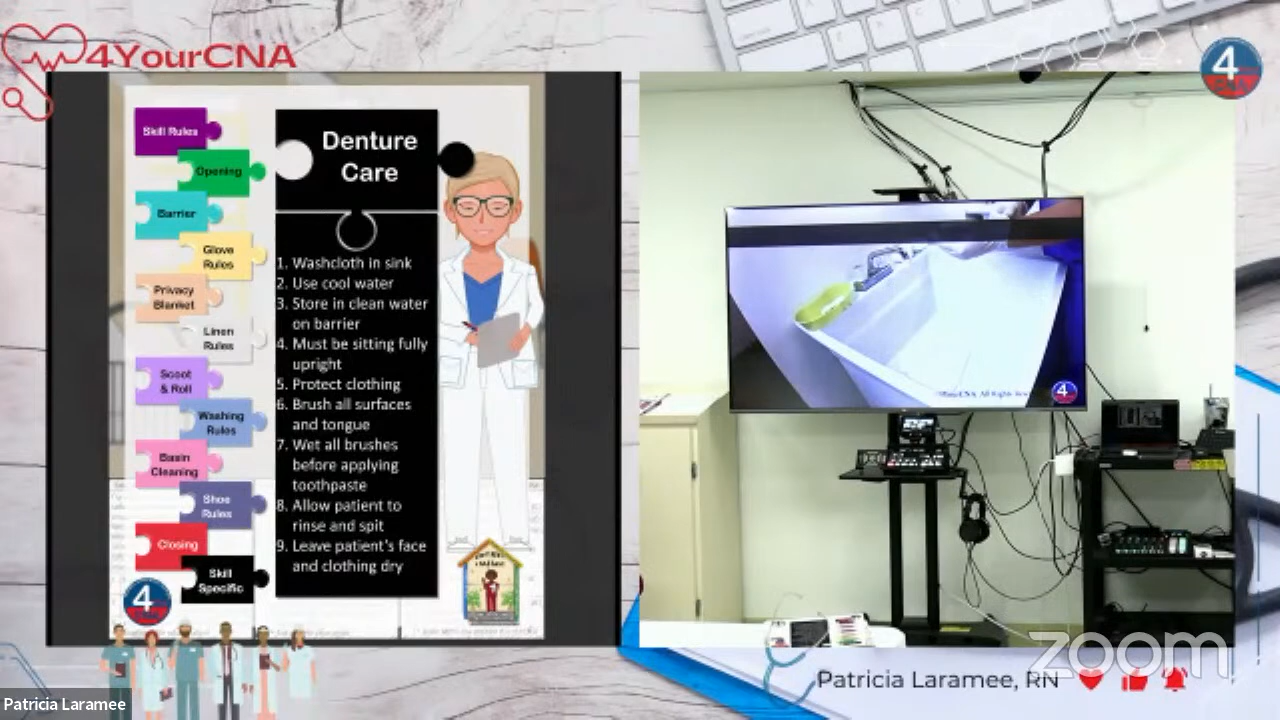 4YourCNA
4
Skill Rules
Opening
Barrier
Glove
Rules
Privacy
Blanket
Linen
Rules
Scoot
& Roll
Washing
Rules
Basin
Cleaning
Shoe
Rules
Closing
Skill
Specific
4
Denture
Care
1. Washcloth in sink
2. Use cool water
3. Store in clean water
on barrier
4. Must be sitting fully
upright
5. Protect clothing
6. Brush all surfaces
and tongue
7. Wet all brushes
before applying
toothpaste
8. Allow patient to
rinse and spit
9. Leave patient's face
and clothing dry
4
zoom
Patricia Laramee, RN
Patricia Laramee